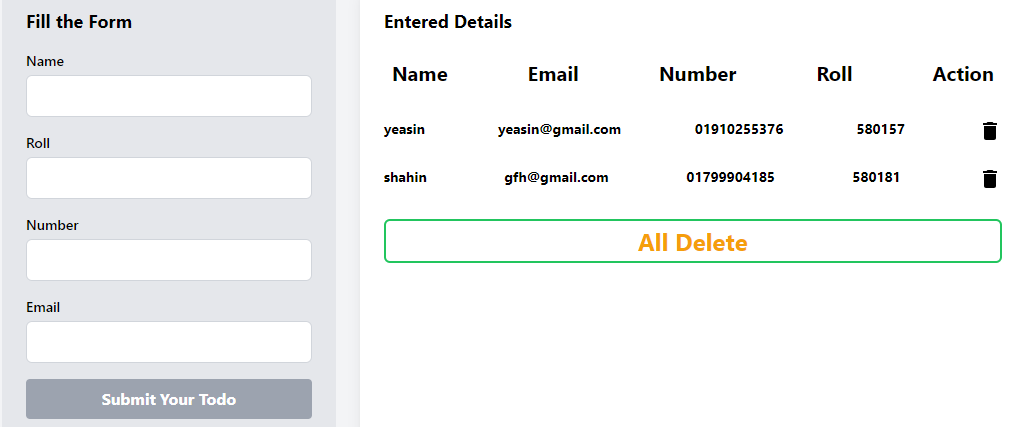 Fill the Form
Name
Roll
Number
Email
Submit Your Todo
Entered Details
Name Email Number Roll Action
yeasin yeasin@gmail.com 01910255376 580157
shahin gfh@gmail.com 01799904185 580181
All Delete